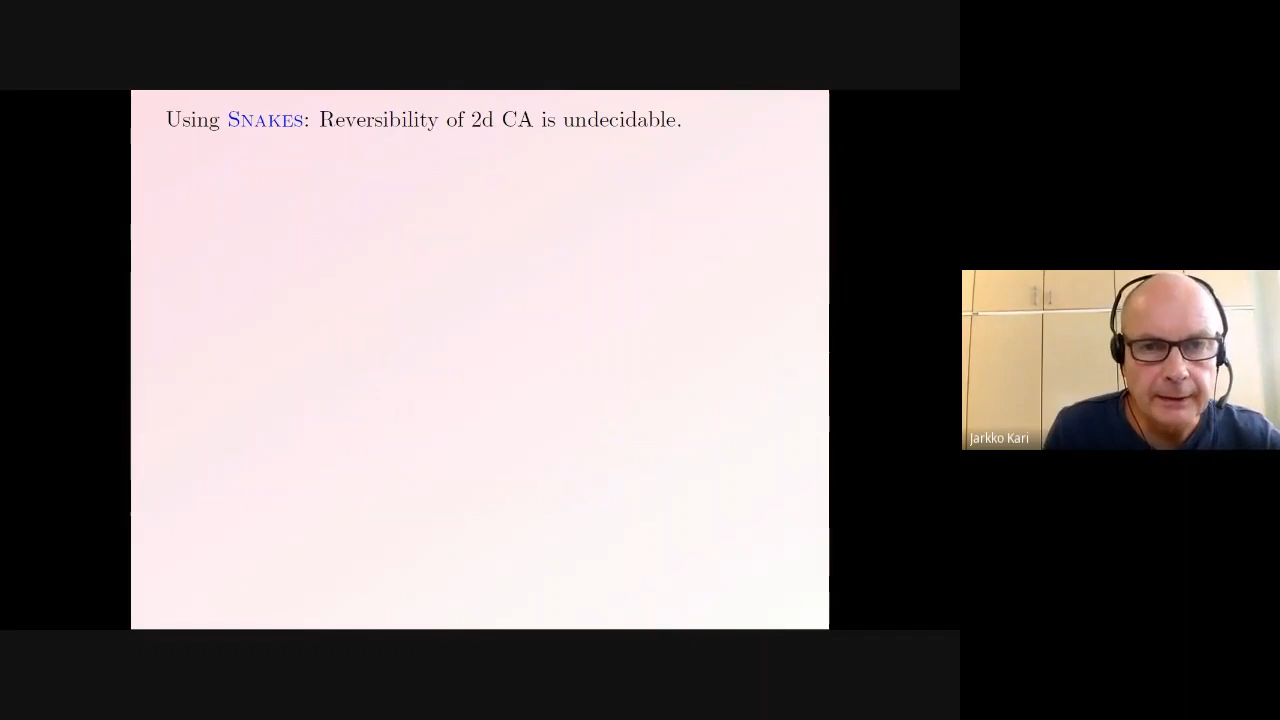 Using SNAKES: Reversibility of 2d CA is undecidable.
Jarkko Kari